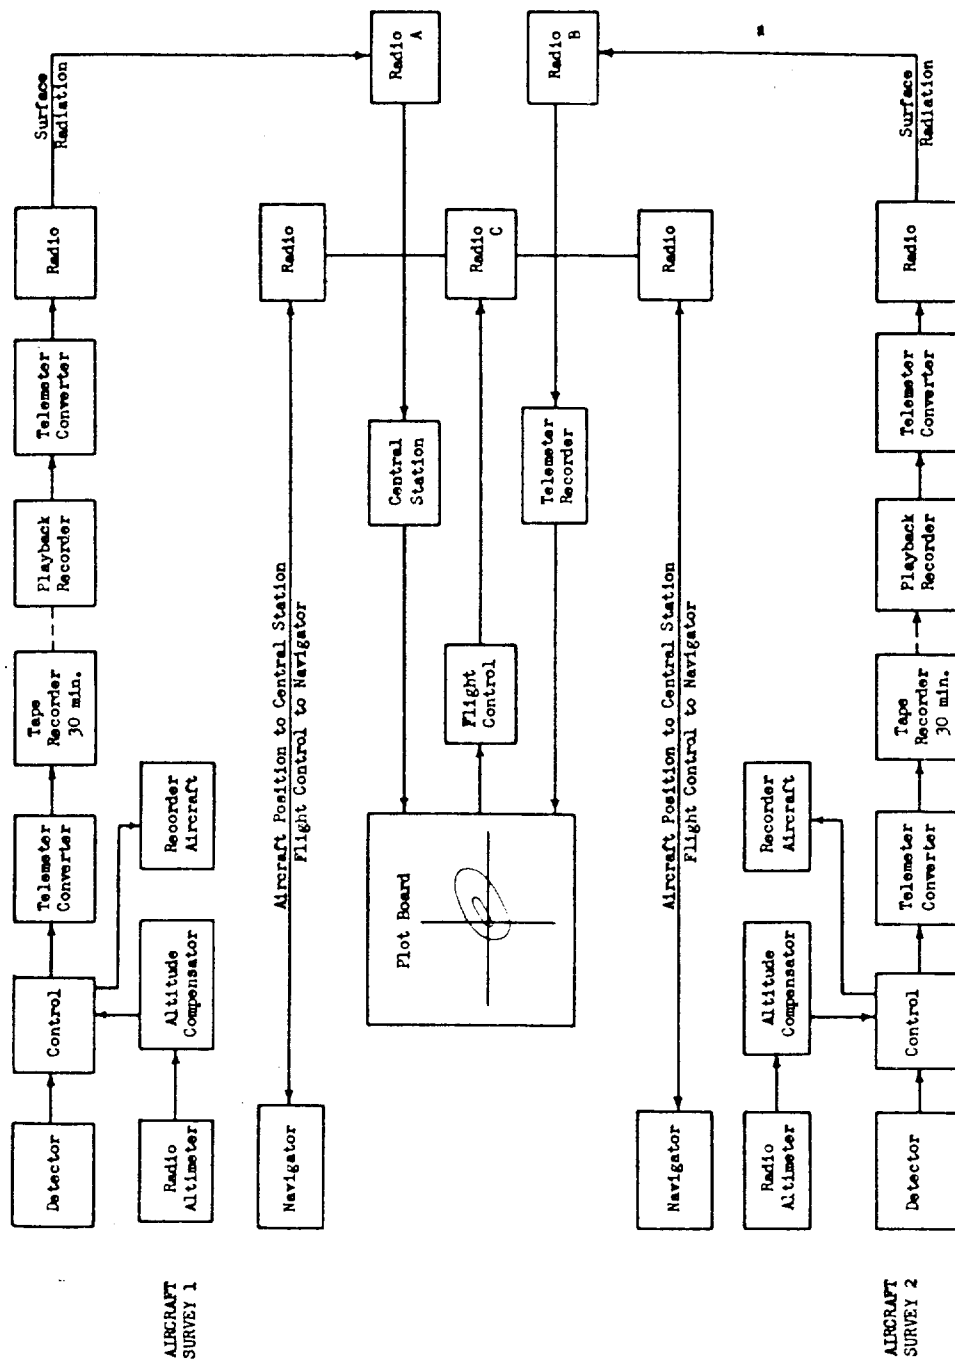 AIRCRAFT
SURVEY 1
Detector
Control
Telemeter
Converter
Tape
Recorder
30 min.
Playback
Recorder
Telemeter
Converter
Radio
Surface
Radiation
Radio
Altimeter
Altitude
Compensator
Recorder
Aircraft
Navigator
Aircraft Position to Central Station
Flight Control to Navigator
Radio
Radio
A
Central
Station
Plot Board
Flight
Control
Radio
C
Telemeter
Recorder
Radio
B
Navigator
Aircraft Position to Central Station
Flight Control to Navigator
Radio
Radio
Altimeter
Altitude
Compensator
Recorder
Aircraft
AIRCRAFT
SURVEY 2
Detector
Control
Telemeter
Converter
Tape
Recorder
30 min.
Playback
Recorder
Telemeter
Converter
Radio
Surface
Radiation